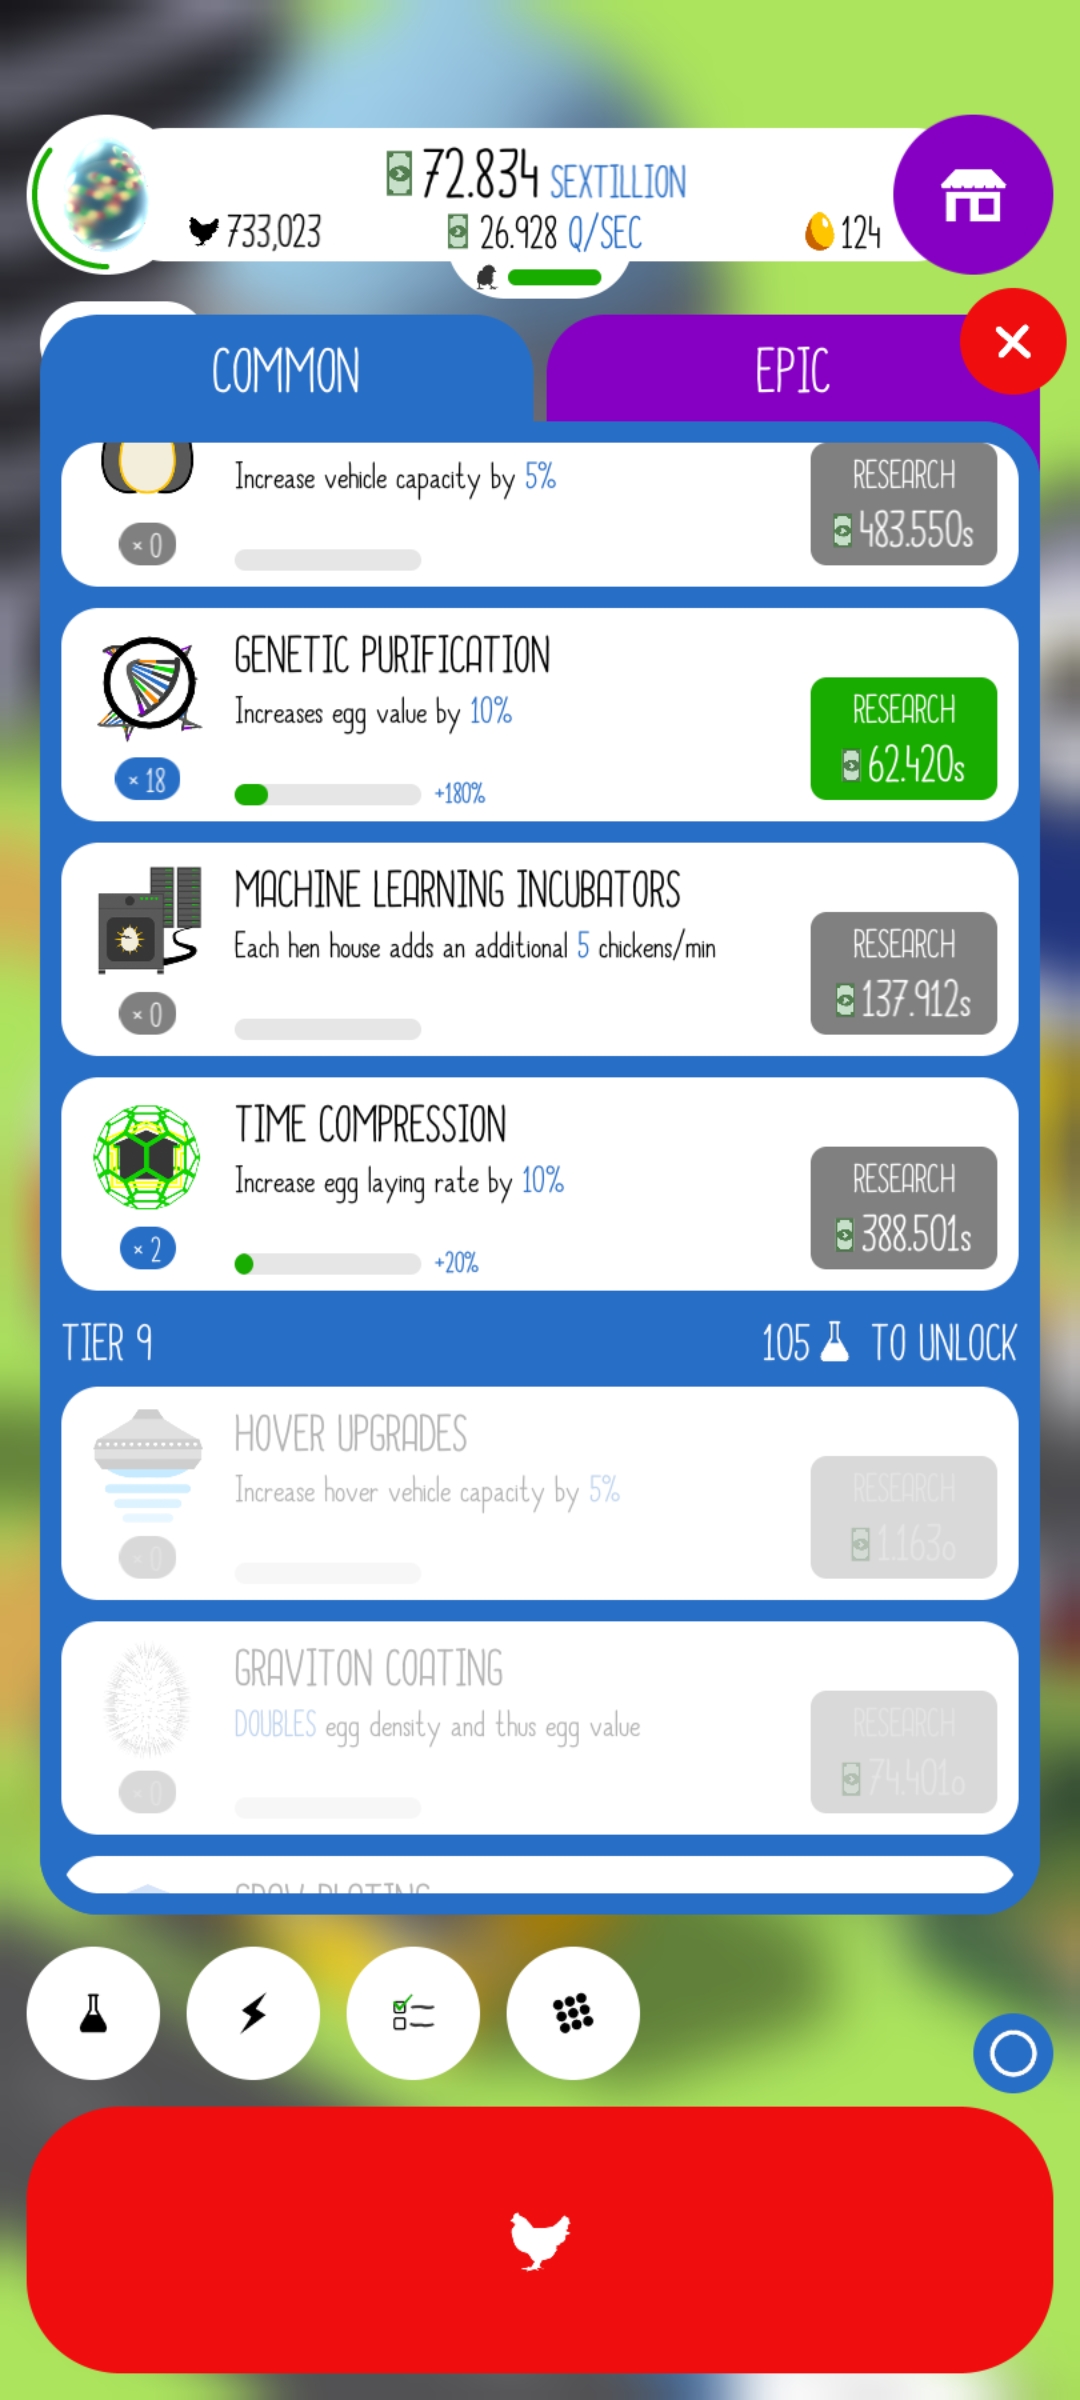 72.834 SEXTILLION
733,023
26.928 Q/SEC
124
COMMON
EPIC
Increase vehicle capacity by 5%
RESEARCH
483.550s
× 0
GENETIC PURIFICATION
Increases egg value by 10%
RESEARCH
62.420s
× 18
+180%
MACHINE LEARNING INCUBATORS
Each hen house adds an additional 5 chickens/min
RESEARCH
137.912s
× 0
TIME COMPRESSION
Increase egg laying rate by 10%
RESEARCH
388.501s
× 2
+20%
TIER 9
105 TO UNLOCK
HOVER UPGRADES
Increase hover vehicle capacity by 5%
RESEARCH
1.163o
× 0
GRAVITON COATING
DOUBLES egg density and thus egg value
RESEARCH
74.401o
× 0
GRAV PLATING